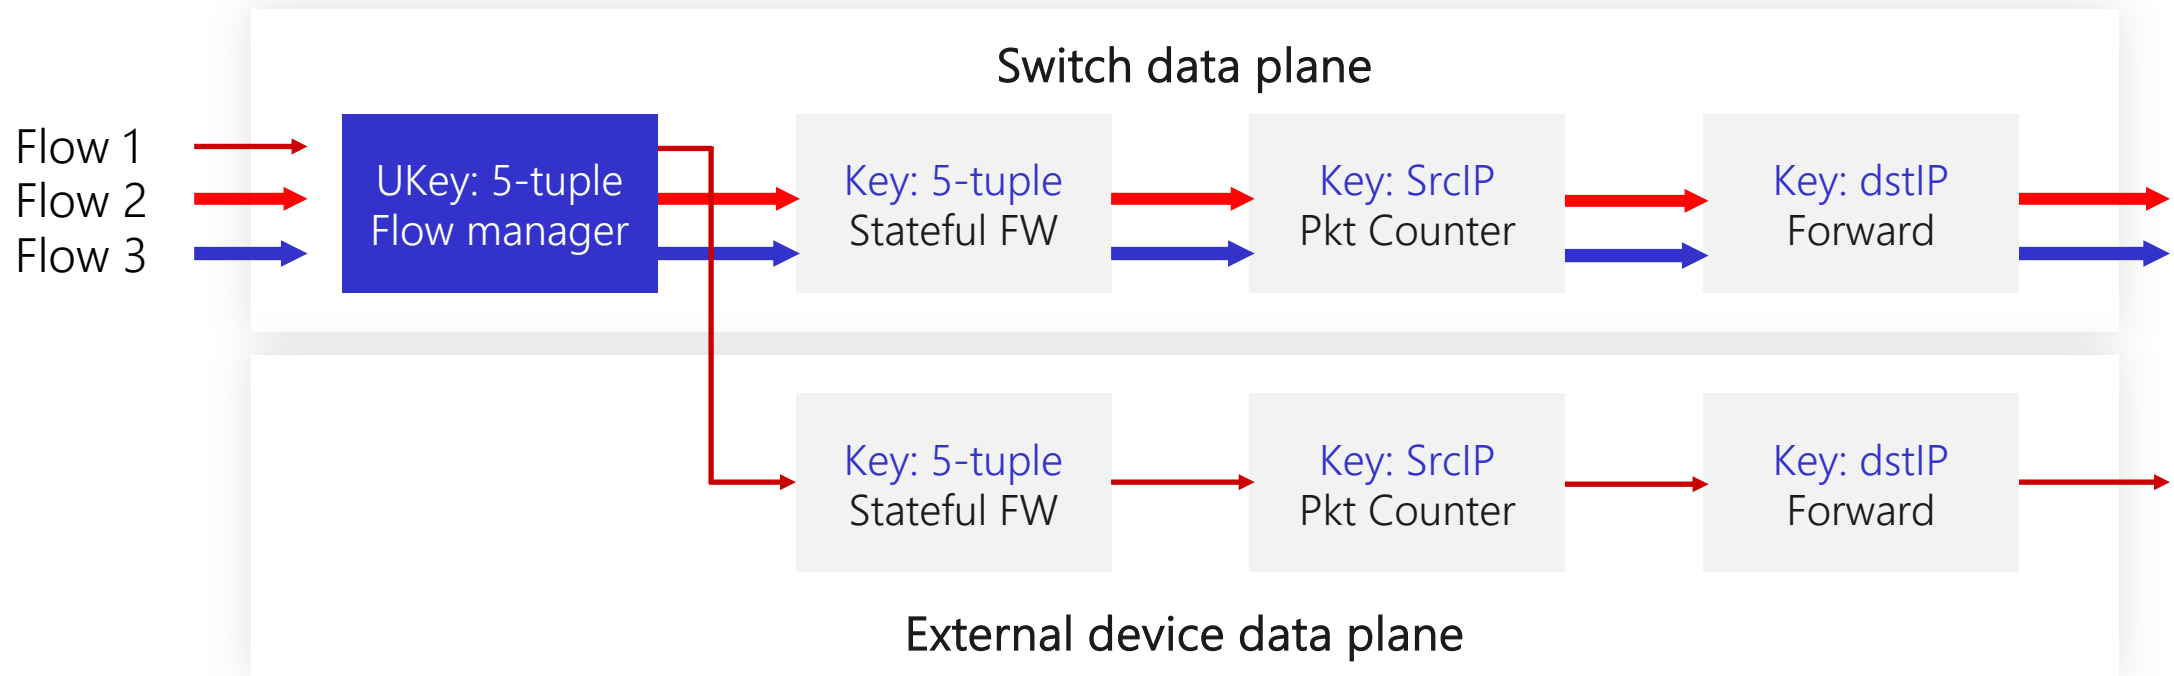 Switch data plane
Flow 1
Flow 2
Flow 3
UKey: 5-tuple
Flow manager
Key: 5-tuple
Stateful FW
Key: SrcIP
Pkt Counter
Key: dstIP
Forward
Key: 5-tuple
Stateful FW
Key: SrcIP
Pkt Counter
Key: dstIP
Forward
External device data plane